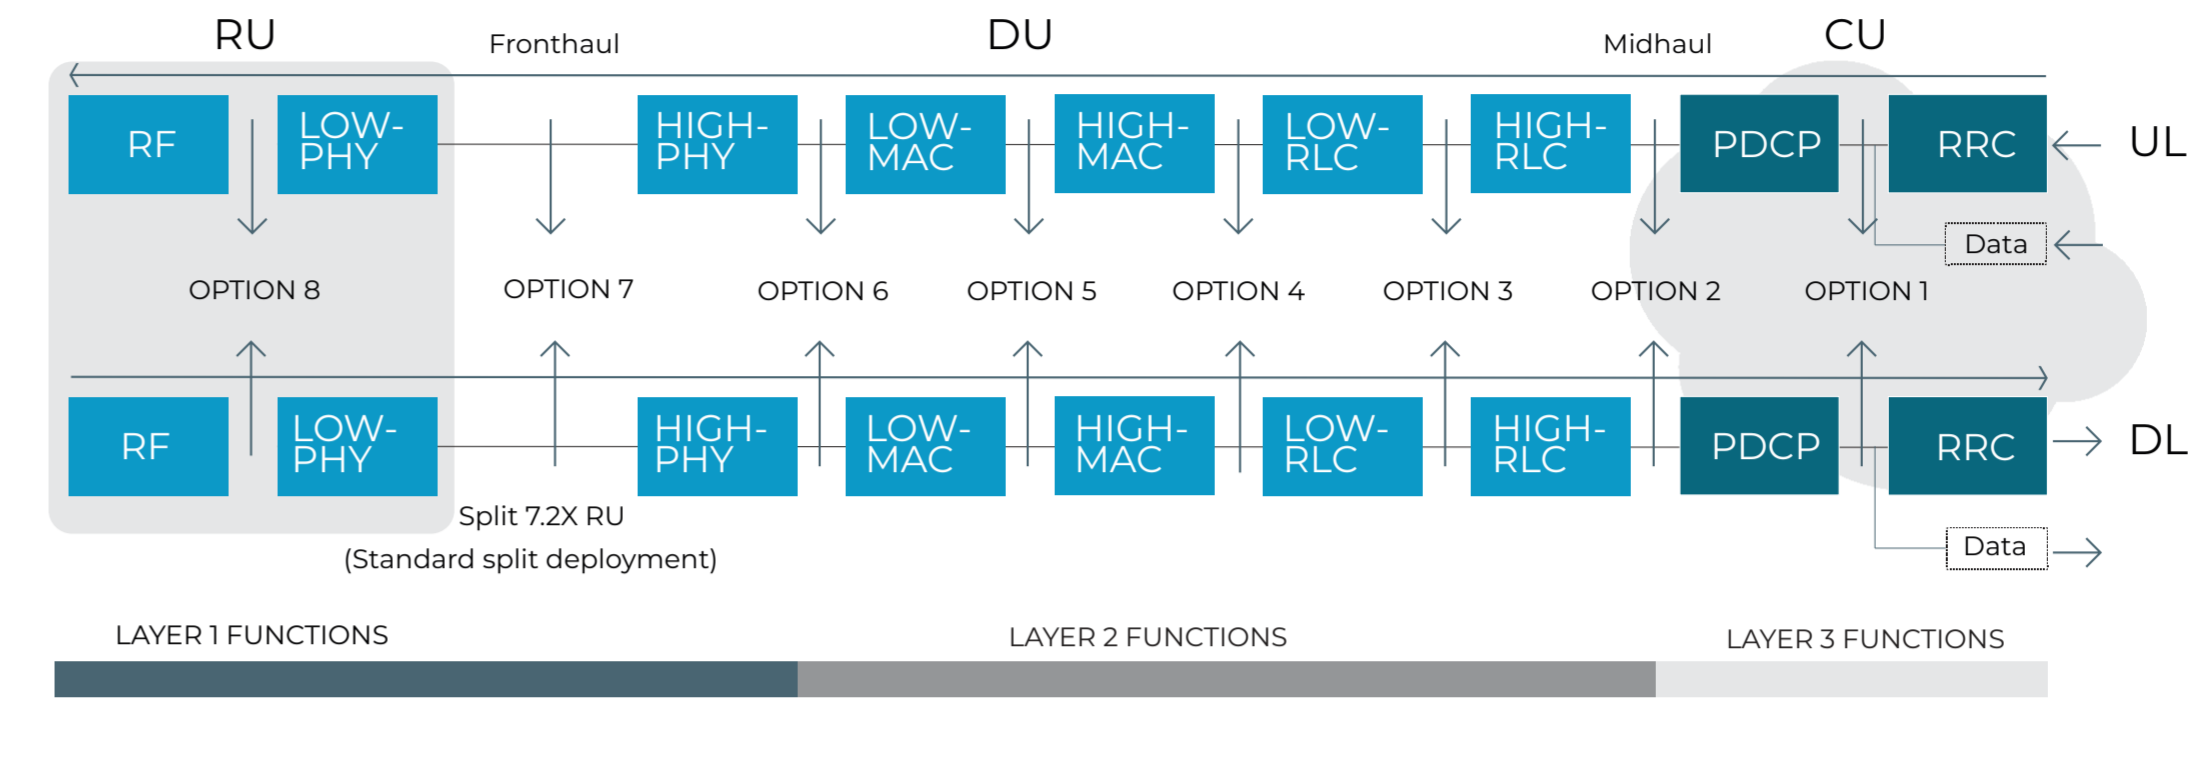 RU
Fronthaul
DU
Midhaul
CU
RF
LOW-
PHY
HIGH-
PHY
LOW-
MAC
HIGH-
MAC
LOW-
RLC
HIGH-
RLC
PDCP
RRC
UL
Data
OPTION 8
OPTION 7
OPTION 6
OPTION 5
OPTION 4
OPTION 3
OPTION 2
OPTION 1
RF
LOW-
PHY
HIGH-
PHY
LOW-
MAC
HIGH-
MAC
LOW-
RLC
HIGH-
RLC
PDCP
RRC
DL
Split 7.2X RU
(Standard split deployment)
Data
LAYER 1 FUNCTIONS
LAYER 2 FUNCTIONS
LAYER 3 FUNCTIONS